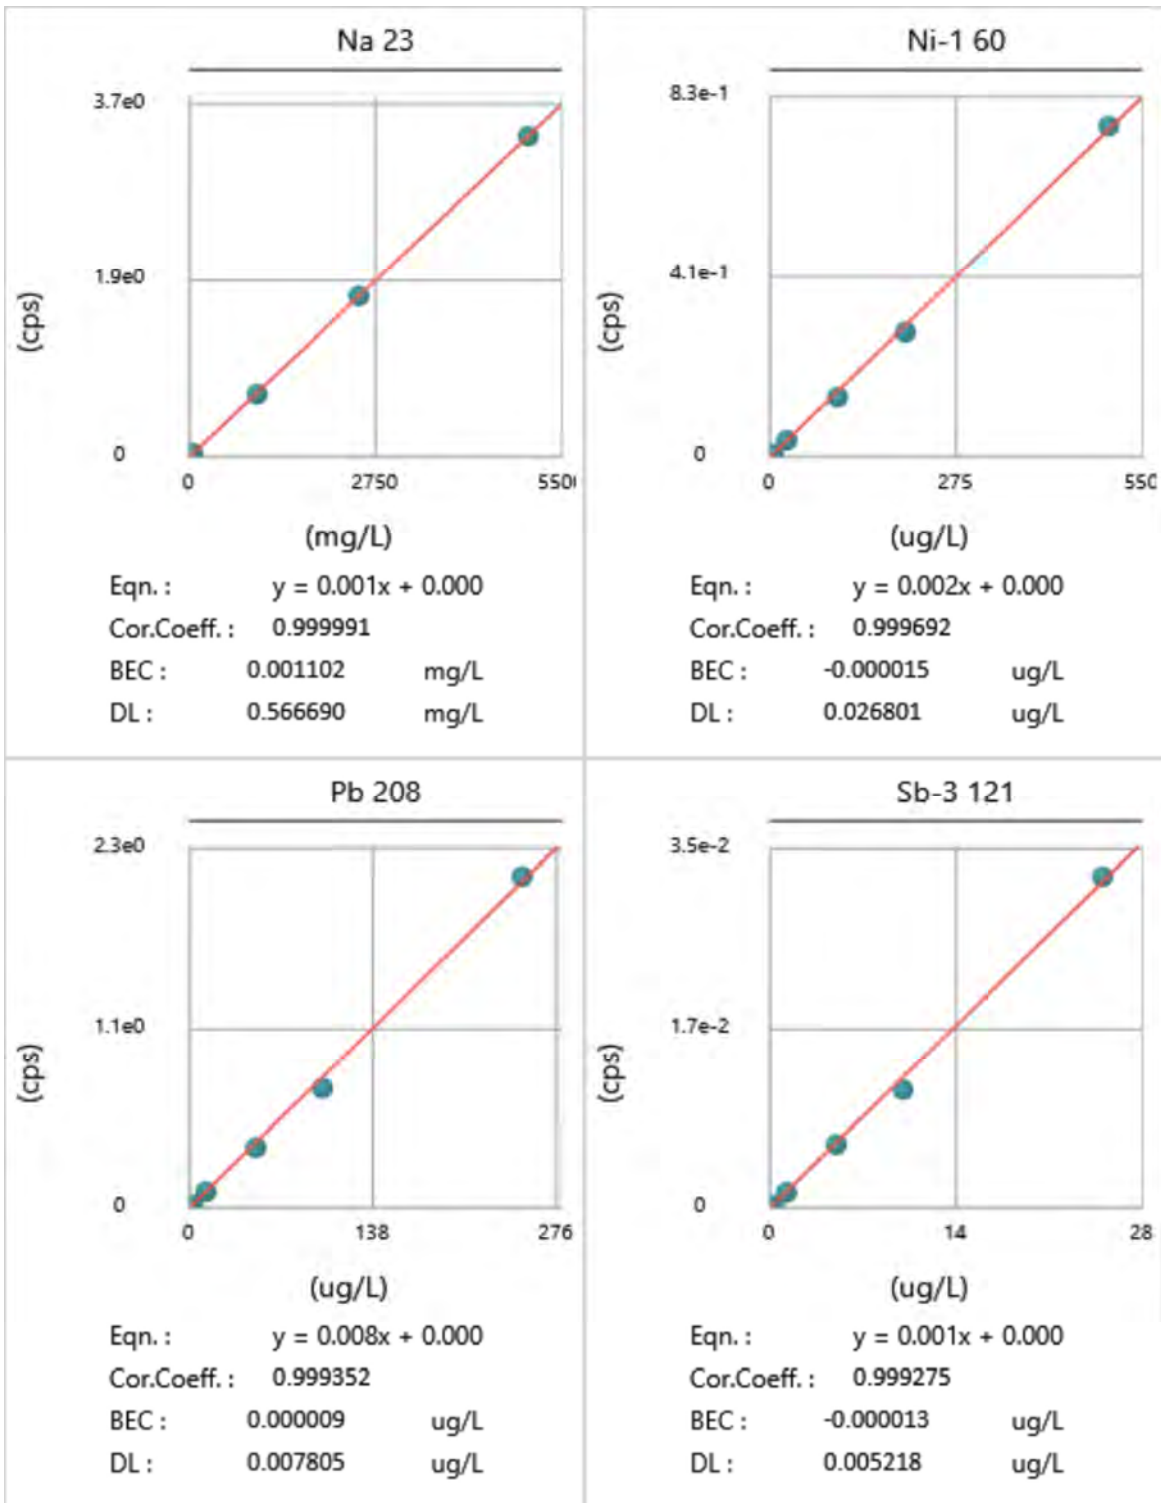 Na 23
3.7e0
1.9e0
0
(cps)
0 2750 5500
(mg/L)
Eqn. : y = 0.001x + 0.000
Cor.Coeff. : 0.999991
BEC : 0.001102 mg/L
DL : 0.566690 mg/L
Ni-1 60
8.3e-1
4.1e-1
0
(cps)
0 275 550
(ug/L)
Eqn. : y = 0.002x + 0.000
Cor.Coeff. : 0.999692
BEC : -0.000015 ug/L
DL : 0.026801 ug/L
Pb 208
2.3e0
1.1e0
0
(cps)
0 138 276
(ug/L)
Eqn. : y = 0.008x + 0.000
Cor.Coeff. : 0.999352
BEC : 0.000009 ug/L
DL : 0.007805 ug/L
Sb-3 121
3.5e-2
1.7e-2
0
(cps)
0 14 28
(ug/L)
Eqn. : y = 0.001x + 0.000
Cor.Coeff. : 0.999275
BEC : -0.000013 ug/L
DL : 0.005218 ug/L